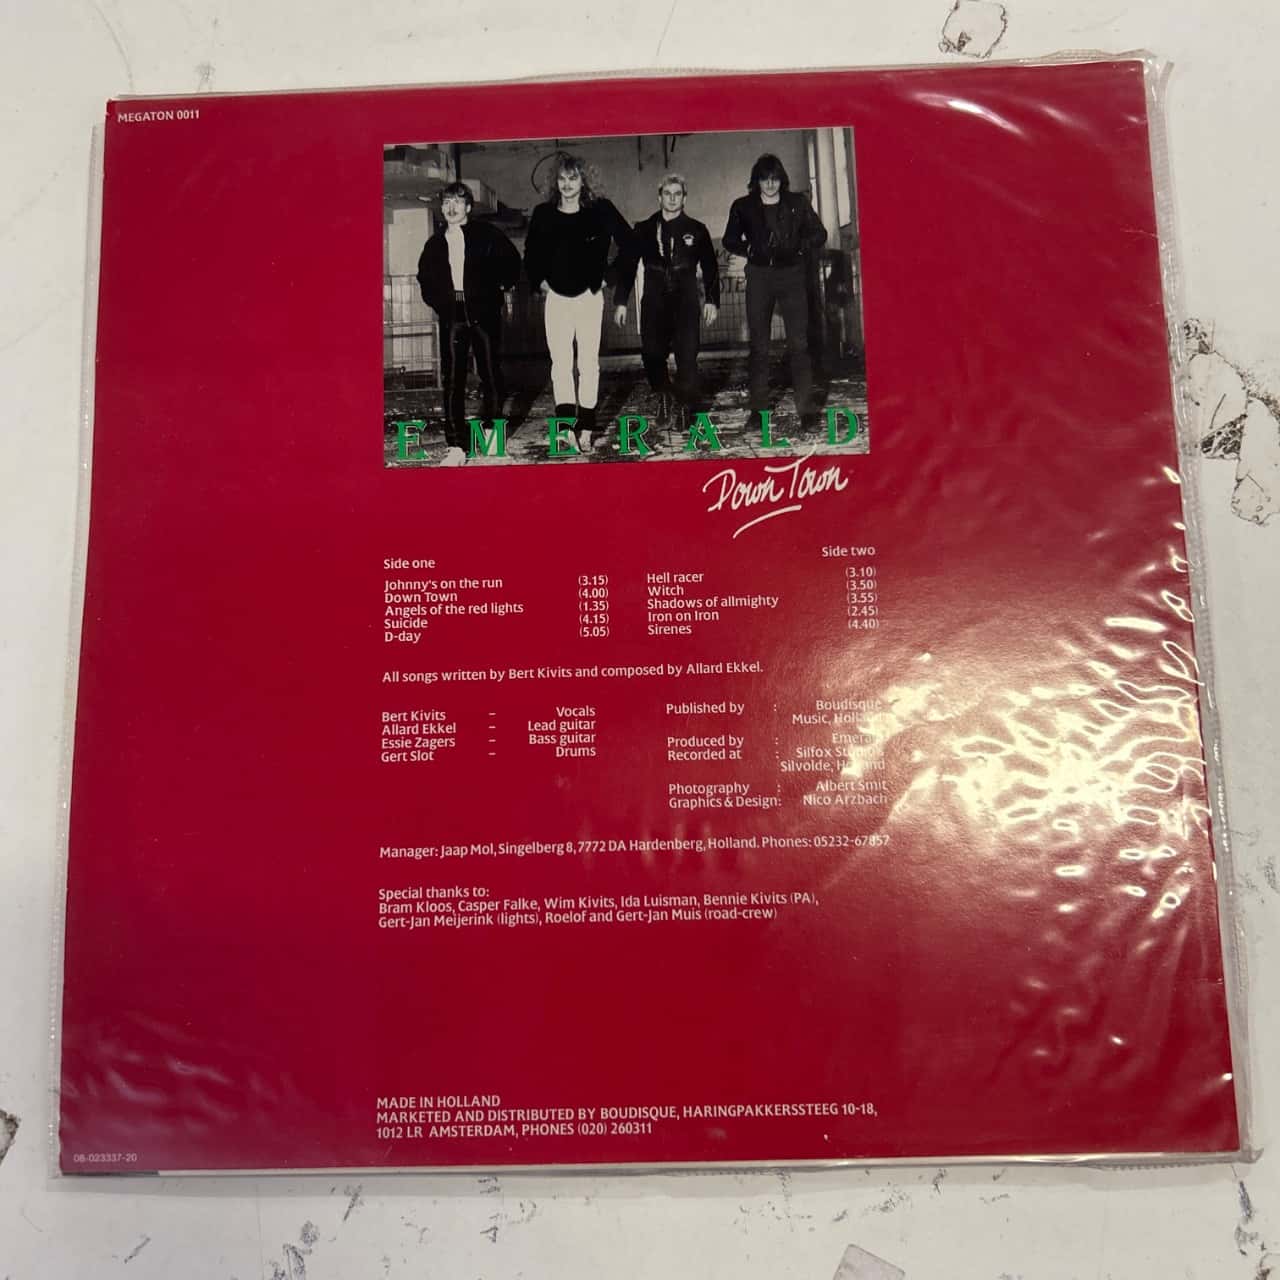 MEGATON 0011
EMERALD
Down Town
Side one
Johnny's on the run (3.15)
Down Town (4.00)
Angels of the red lights (1.35)
Suicide (4.15)
D-day (5.05)
Side two
Hell racer (3.10)
Witch (3.50)
Shadows of allmighty (3.55)
Iron on Iron (2.45)
Sirenes (4.40)
All songs written by Bert Kivits and composed by Allard Ekkel.
Bert Kivits – Vocals
Allard Ekkel – Lead guitar
Essie Zagers – Bass guitar
Gert Slot – Drums
Published by : Boudisque
Music, Holland
Produced by : Emerald
Recorded at : Silfox Studios
Silvolde, Holland
Photography : Albert Smit
Graphics & Design: Nico Arzbach
Manager: Jaap Mol, Singelberg 8, 7772 DA Hardenberg, Holland. Phones: 05232-67857
Special thanks to:
Bram Kloos, Casper Falke, Wim Kivits, Ida Luisman, Bennie Kivits (PA),
Gert-Jan Meijerink (lights), Roelof and Gert-Jan Muis (road-crew)
MADE IN HOLLAND
MARKETED AND DISTRIBUTED BY BOUDISQUE, HARINGPAKKERSSTEEG 10-18,
1012 LR AMSTERDAM, PHONES (020) 260311
08-023337-20